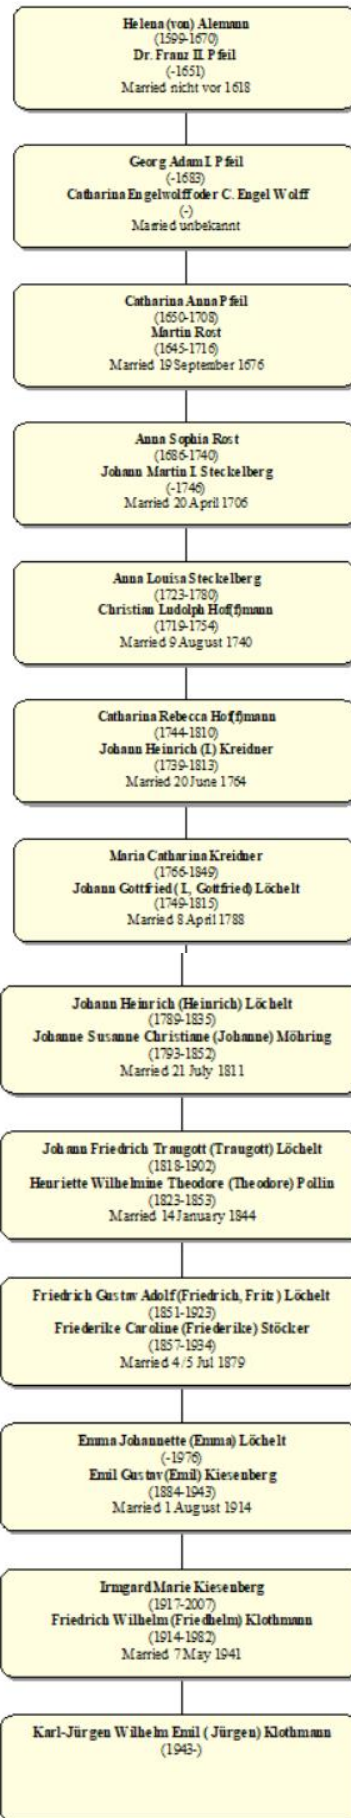 Helena (von) Alemann
(1599-1670)
Dr. Franz II Pfeil
(-1651)
Married nicht vor 1618
Georg Adam I. Pfeil
(-1683)
Catharina Engelwolff oder C. Engel Wolff
(-)
Married unbekannt
Catharina Anna Pfeil
(1650-1708)
Martin Rost
(1645-1716)
Married 19 September 1676
Anna Sophia Rost
(1686-1740)
Johann Martin I. Steckelberg
(-1746)
Married 20 April 1706
Anna Louisa Steckelberg
(1723-1780)
Christian Ludolph Hof(f)mann
(1719-1754)
Married 9 August 1740
Catharina Rebecca Hof(f)mann
(1744-1810)
Johann Heinrich (I.) Kreidner
(1739-1813)
Married 20 June 1764
Maria Catharina Kreidner
(1766-1849)
Johann Gottfried ( I., Gottfried) Löchelt
(1749-1815)
Married 8 April 1788
Johann Heinrich (Heinrich) Löchelt
(1789-1835)
Johanne Susanne Christiane (Johanne) Möhring
(1793-1852)
Married 21 July 1811
Johann Friedrich Traugott (Traugott) Löchelt
(1818-1902)
Henriette Wilhelmine Theodore (Theodore) Pollin
(1823-1853)
Married 14 January 1844
Friedrich Gustav Adolf (Friedrich, Fritz) Löchelt
(1851-1923)
Friederike Caroline (Friederike) Stöcker
(1857-1934)
Married 4/5 Jul 1879
Emma Johannette (Emma) Löchelt
(-1976)
Emil Gustav (Emil) Kiesenberg
(1884-1943)
Married 1 August 1914
Irmgard Marie Kiesenberg
(1917-2007)
Friedrich Wilhelm (Friedhelm) Klothmann
(1914-1982)
Married 7 May 1941
Karl-Jürgen Wilhelm Emil ( Jürgen) Klothmann
(1943-)